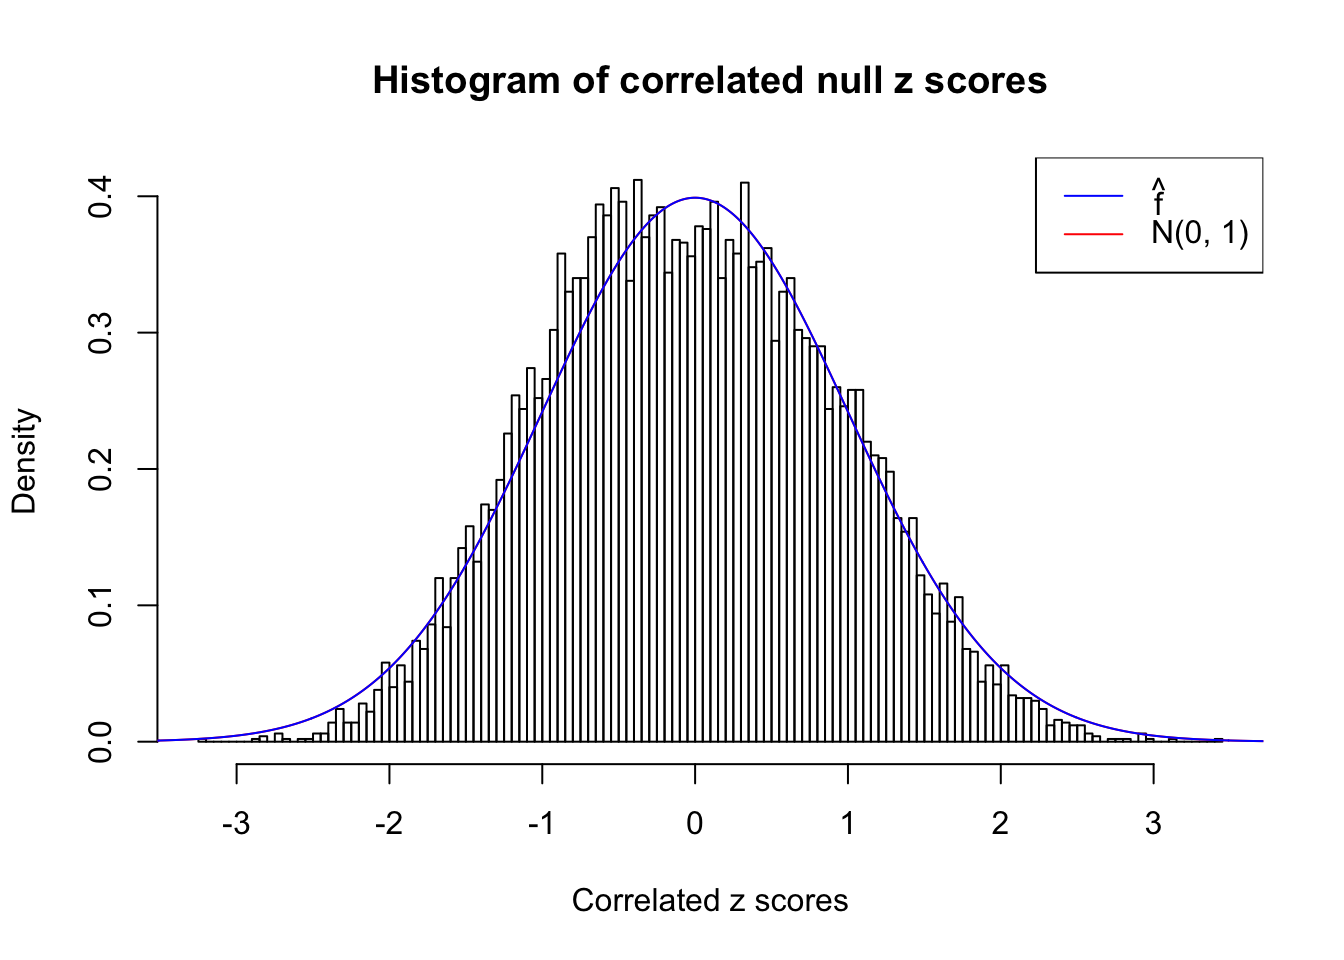 Histogram of correlated null z scores
f̂
N(0, 1)
Density
0.4
0.3
0.2
0.1
0.0
-3 -2 -1 0 1 2 3
Correlated z scores